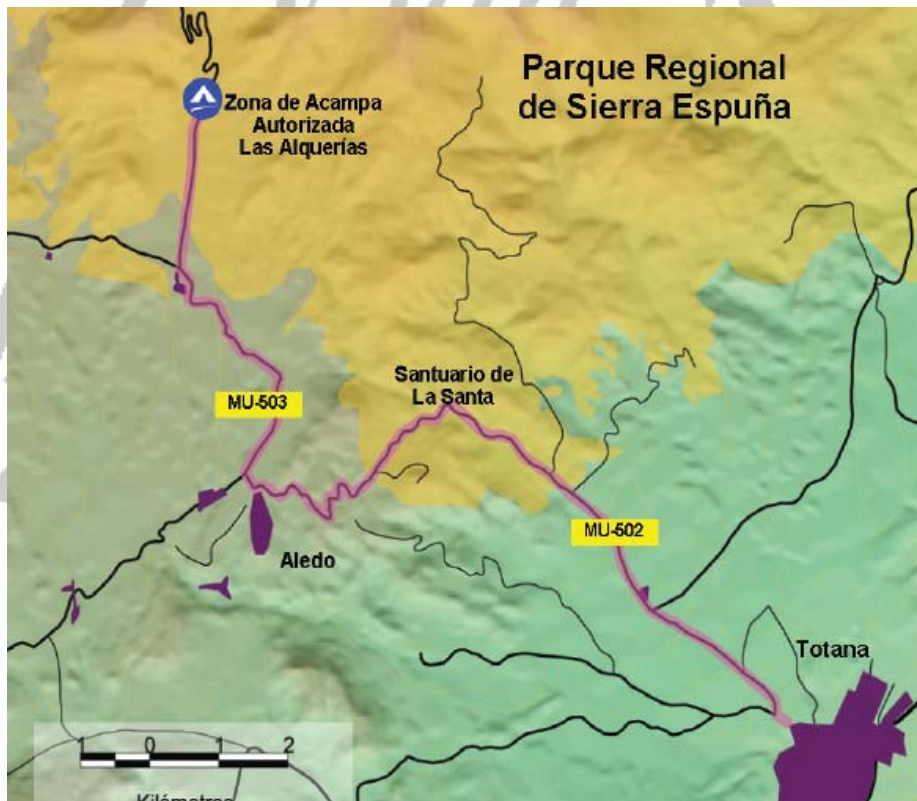 Parque Regional
de Sierra Espuña
Zona de Acampa
Autorizada
Las Alquerías
Santuario de
La Santa
MU-503
MU-502
Aledo
Totana
1 0 1 2
Kilómetros